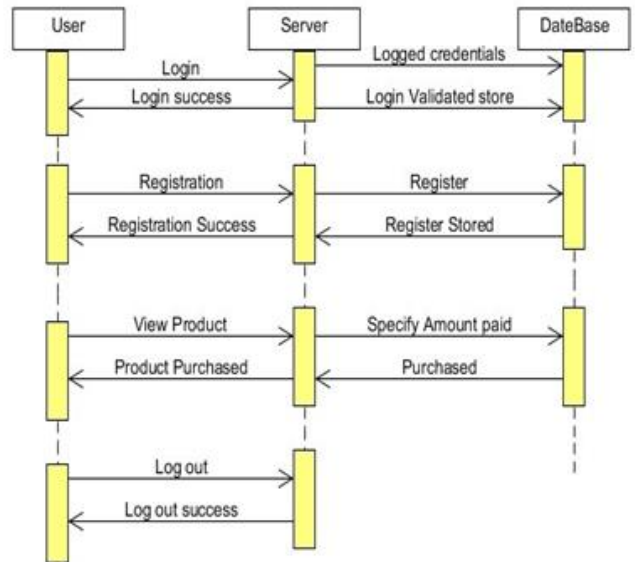 User
Server
DateBase
Logged credentials
Login
Login success
Login Validated store
Registration
Register
Registration Success
Register Stored
View Product
Specify Amount paid
Product Purchased
Purchased
Log out
Log out success